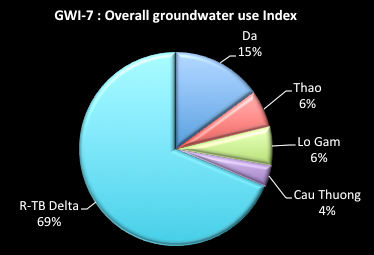 GWI-7 : Overall groundwater use Index
Da
15%
Thao
6%
Lo Gam
6%
Cau Thuong
4%
R-TB Delta
69%